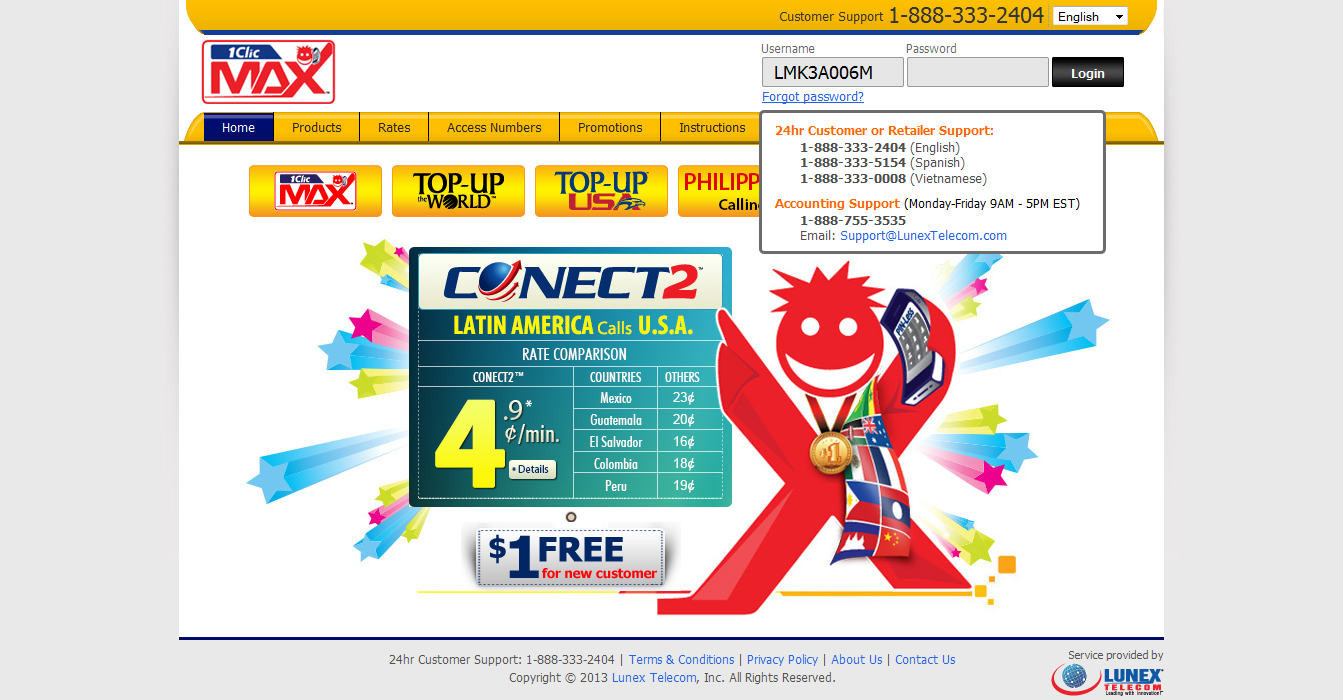 Customer Support 1-888-333-2404 English
1Clic
MAX
Username Password
LMK3A006M Login
Forgot password?
Home Products Rates Access Numbers Promotions Instructions
24hr Customer or Retailer Support:
1-888-333-2404 (English)
1-888-333-5154 (Spanish)
1-888-333-0008 (Vietnamese)
Accounting Support (Monday-Friday 9AM - 5PM EST)
1-888-755-3535
Email: Support@LunexTelecom.com
1Clic
MAX
TOP-UP
the WORLD™
TOP-UP
USA
PHILIPP
Callin
CONECT2™
LATIN AMERICA Calls U.S.A.
RATE COMPARISON
CONECT2™ COUNTRIES OTHERS
4.9*¢/min.
Details
Mexico 23¢
Guatemala 20¢
El Salvador 16¢
Colombia 18¢
Peru 19¢
PIN-Less
#1
$1 FREE
for new customer
24hr Customer Support: 1-888-333-2404 | Terms & Conditions | Privacy Policy | About Us | Contact Us
Copyright © 2013 Lunex Telecom, Inc. All Rights Reserved.
Service provided by
LUNEX
TELECOM
Leading with Innovation™